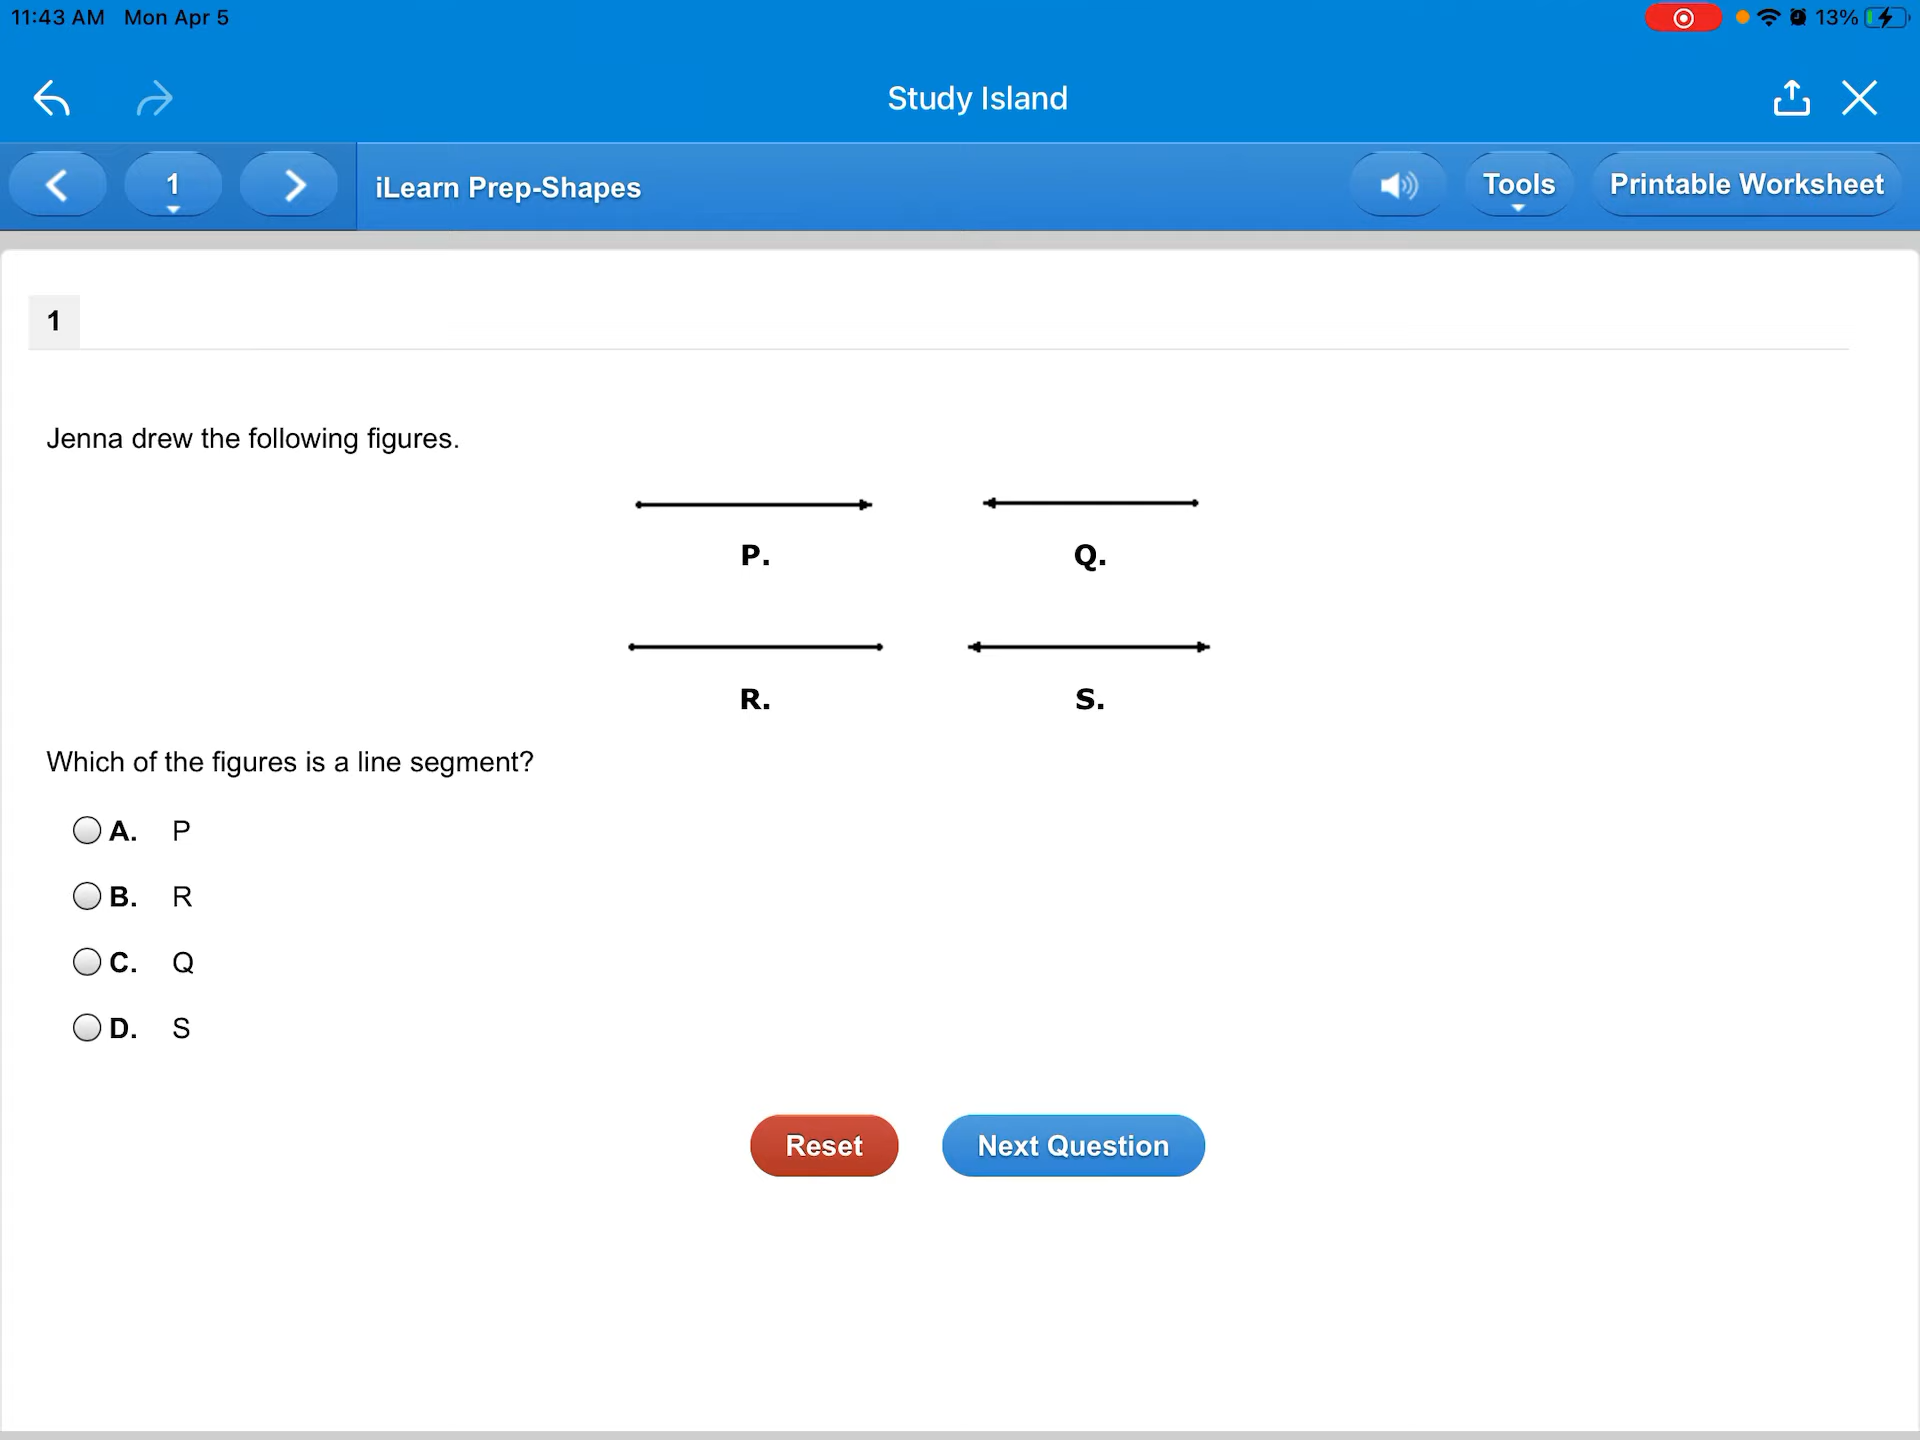 11:43 AM Mon Apr 5
13%
Study Island
1
iLearn Prep-Shapes
Tools
Printable Worksheet
1
Jenna drew the following figures.
P. Q.
R. S.
Which of the figures is a line segment?
A. P
B. R
C. Q
D. S
Reset
Next Question